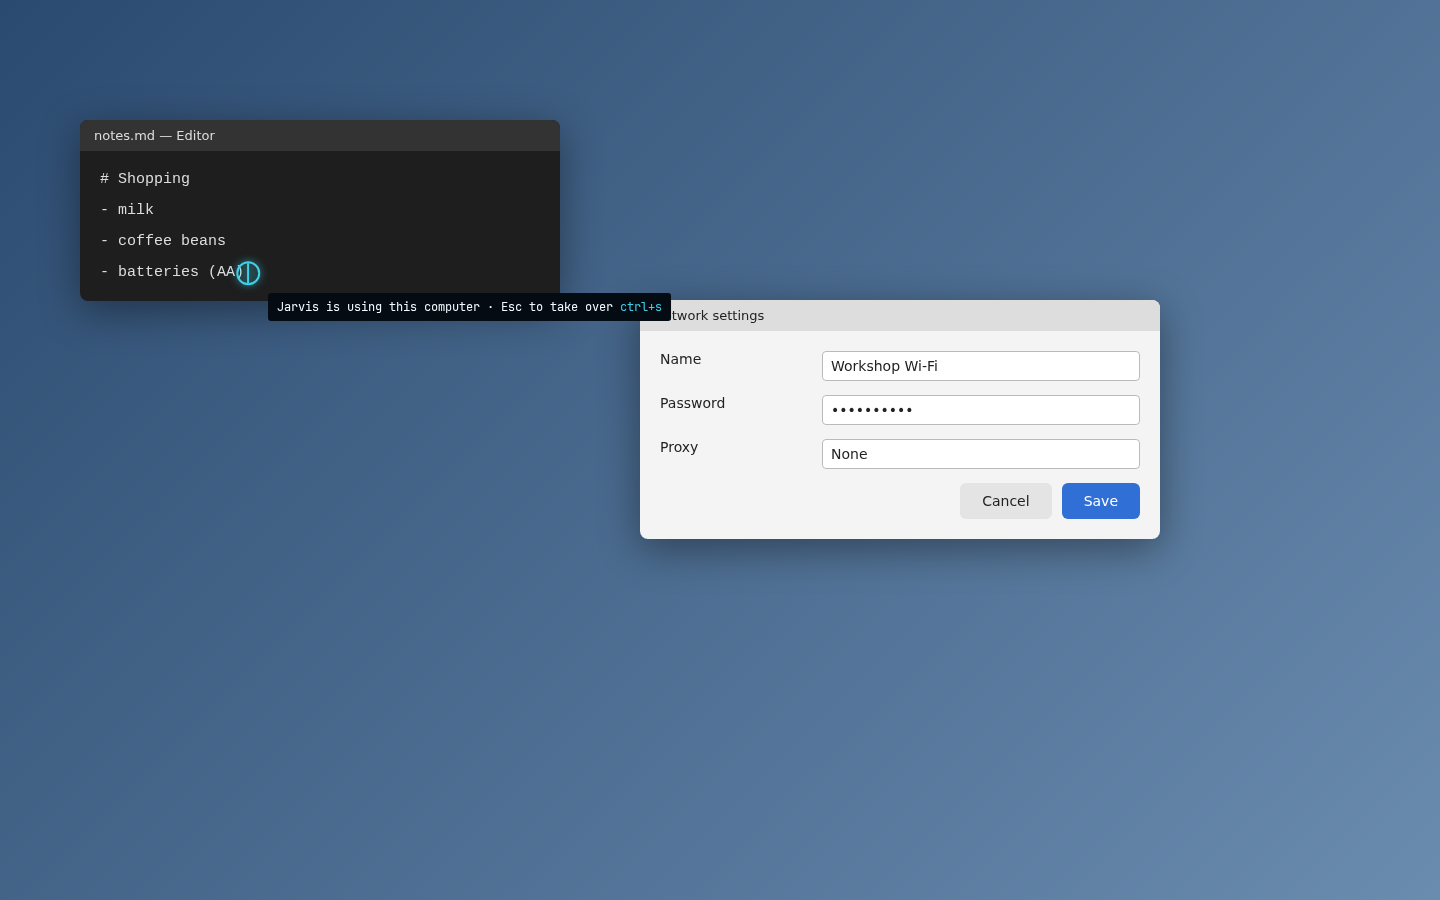 notes.md — Editor
# Shopping
- milk
- coffee beans
- batteries (AA)
Jarvis is using this computer · Esc to take over ctrl+s
settings
Name
Workshop Wi-Fi
Password
••••••••••
Proxy
None
Cancel
Save